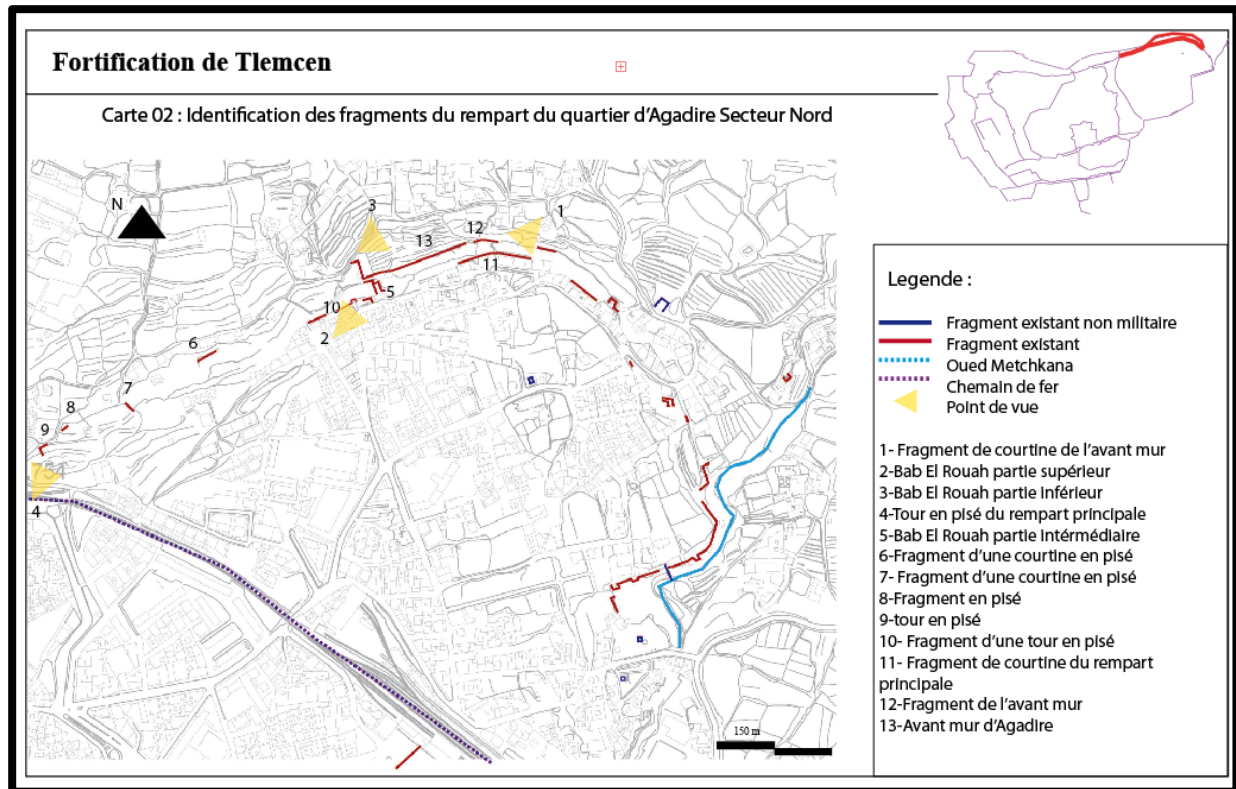 Fortification de Tlemcen
Carte 02 : Identification des fragments du rempart du quartier d'Agadire Secteur Nord
N
3
1
12
13
11
5
10
2
6
7
8
9
754
4
150 m
Legende :
Fragment existant non militaire
Fragment existant
Oued Metchkana
Chemain de fer
Point de vue
1- Fragment de courtine de l'avant mur
2-Bab El Rouah partie supérieur
3-Bab El Rouah partie inférieur
4-Tour en pisé du rempart principale
5-Bab El Rouah partie intérmédiaire
6-Fragment d'une courtine en pisé
7- Fragment d'une courtine en pisé
8-Fragment en pisé
9-tour en pisé
10- Fragment d'une tour en pisé
11- Fragment de courtine du rempart
principale
12-Fragment de l'avant mur
13-Avant mur d'Agadire